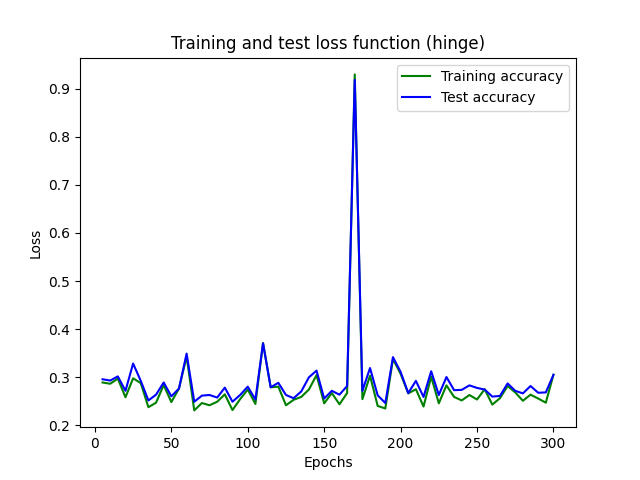 Training and test loss function (hinge)
Training accuracy
Test accuracy
Loss
0.9
0.8
0.7
0.6
0.5
0.4
0.3
0.2
0 50 100 150 200 250 300
Epochs